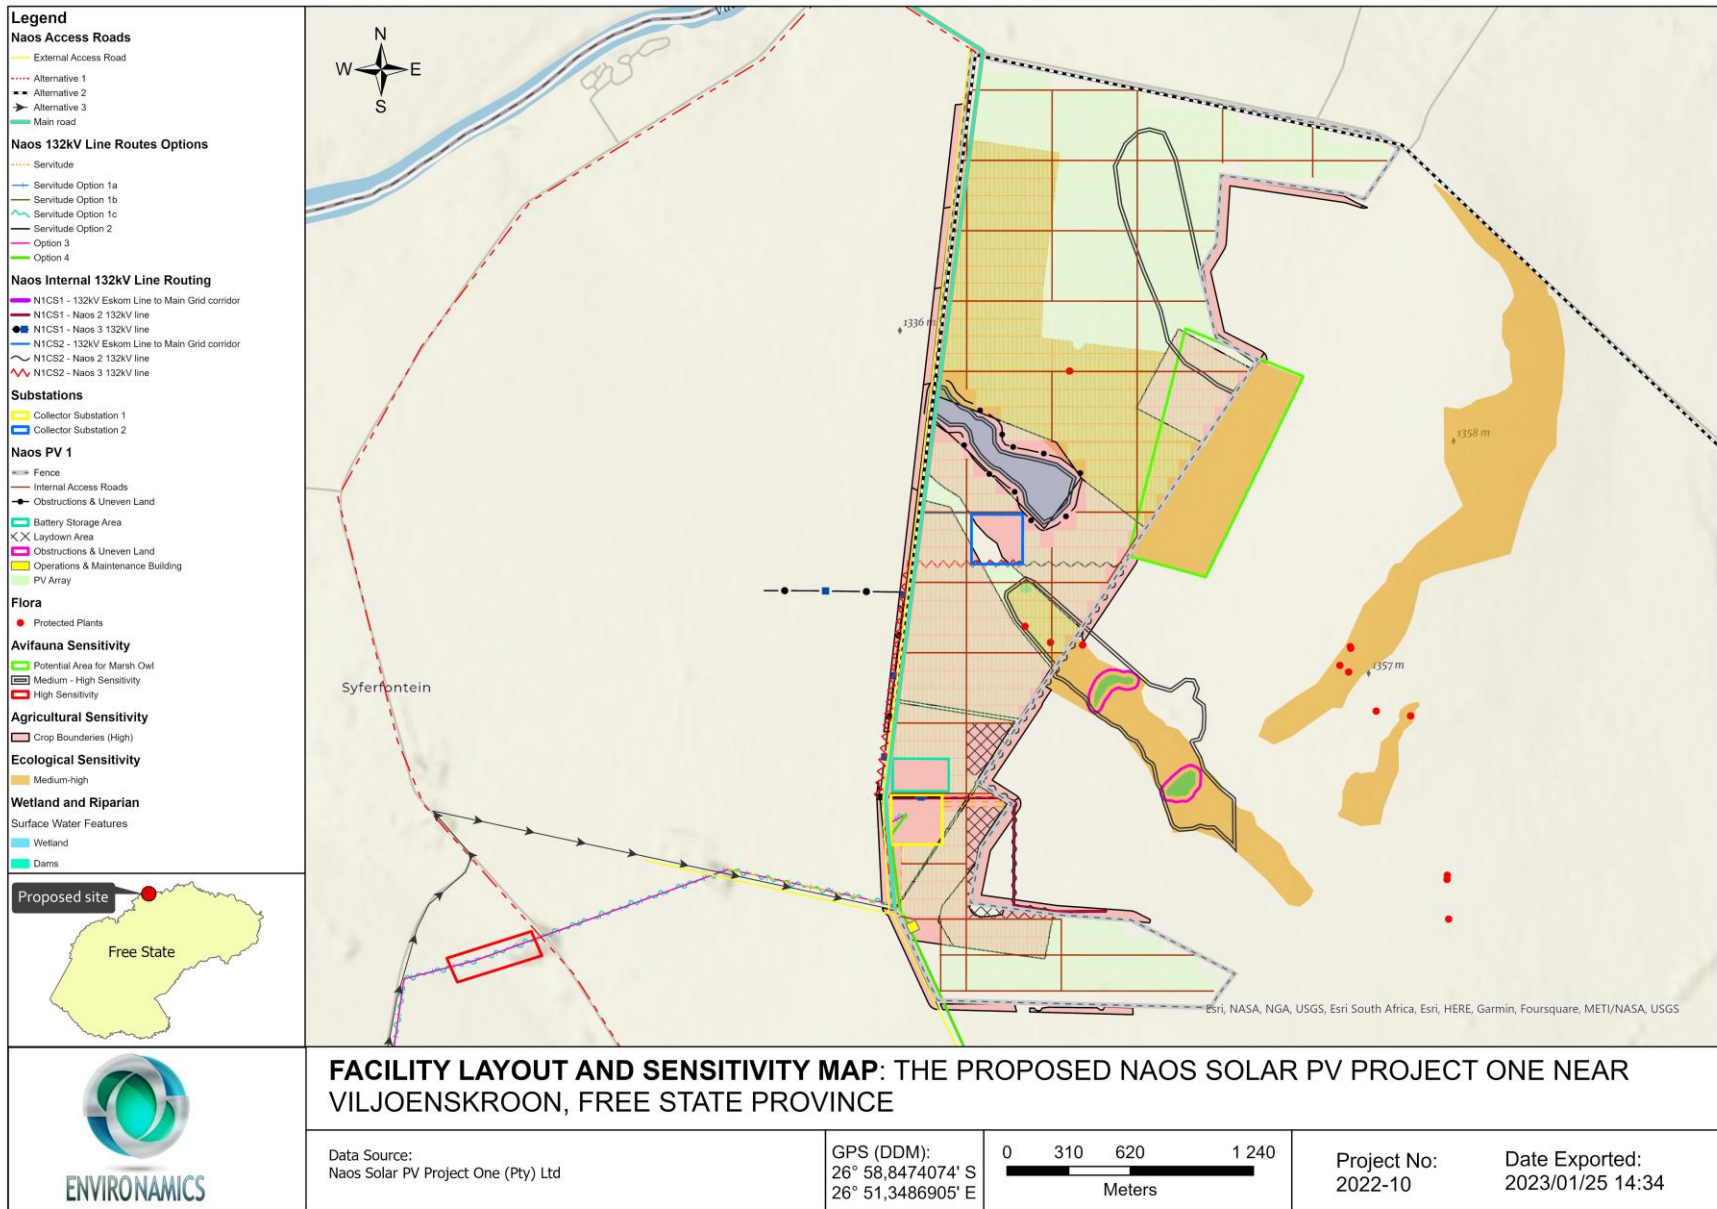 Legend
Naos Access Roads
External Access Road
Alternative 1
Alternative 2
Alternative 3
Main road
Naos 132kV Line Routes Options
Servitude
Servitude Option 1a
Servitude Option 1b
Servitude Option 1c
Servitude Option 2
Option 3
Option 4
Naos Internal 132kV Line Routing
N1CS1 - 132kV Eskom Line to Main Grid corridor
N1CS1 - Naos 2 132kV line
N1CS1 - Naos 3 132kV line
N1CS2 - 132kV Eskom Line to Main Grid corridor
N1CS2 - Naos 2 132kV line
N1CS2 - Naos 3 132kV line
Substations
Collector Substation 1
Collector Substation 2
Naos PV 1
Fence
Internal Access Roads
Obstructions & Uneven Land
Battery Storage Area
Laydown Area
Obstructions & Uneven Land
Operations & Maintenance Building
PV Array
Flora
Protected Plants
Avifauna Sensitivity
Potential Area for Marsh Owl
Medium - High Sensitivity
High Sensitivity
Agricultural Sensitivity
Crop Bounderies (High)
Ecological Sensitivity
Medium-high
Wetland and Riparian
Surface Water Features
Wetland
Dams
Proposed site
Free State
N
W E
S
1336 m
1358 m
1357 m
Syferfontein
Esri, NASA, NGA, USGS, Esri South Africa, Esri, HERE, Garmin, Foursquare, METI/NASA, USGS
ENVIRONAMICS
FACILITY LAYOUT AND SENSITIVITY MAP: THE PROPOSED NAOS SOLAR PV PROJECT ONE NEAR
VILJOENSKROON, FREE STATE PROVINCE
Data Source:
Naos Solar PV Project One (Pty) Ltd
GPS (DDM):
26° 58,8474074' S
26° 51,3486905' E
0 310 620 1 240
Meters
Project No:
2022-10
Date Exported:
2023/01/25 14:34